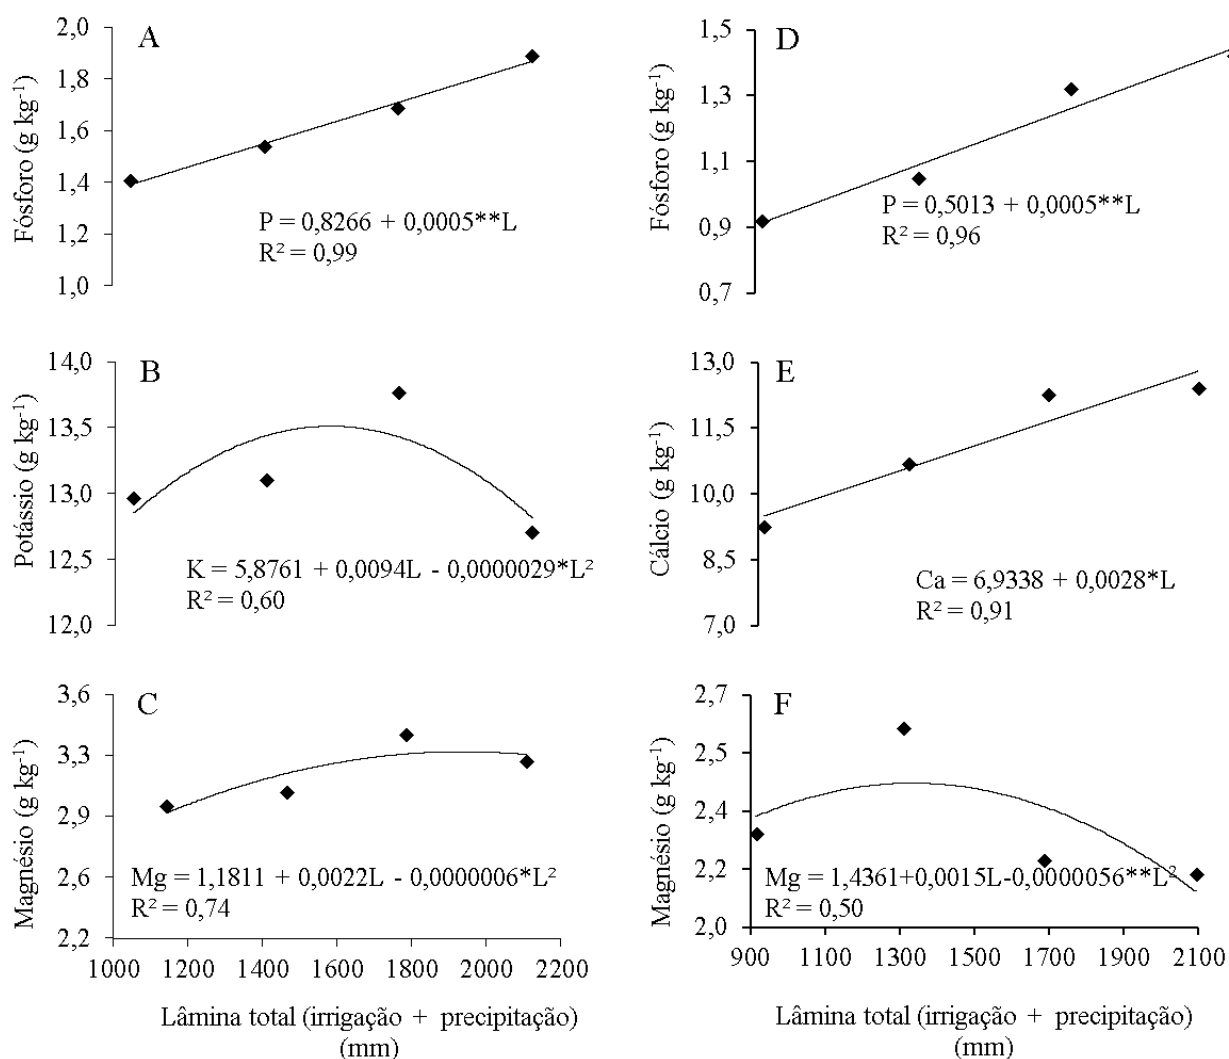 A
Fósforo (g kg⁻¹)
2,0
1,8
1,6
1,4
1,2
1,0
P = 0,8266 + 0,0005**L
R² = 0,99
D
Fósforo (g kg⁻¹)
1,5
1,3
1,1
0,9
0,7
P = 0,5013 + 0,0005**L
R² = 0,96
B
Potássio (g kg⁻¹)
14,0
13,5
13,0
12,5
12,0
K = 5,8761 + 0,0094L - 0,0000029*L²
R² = 0,60
E
Cálcio (g kg⁻¹)
13,0
11,5
10,0
8,5
7,0
Ca = 6,9338 + 0,0028*L
R² = 0,91
C
Magnésio (g kg⁻¹)
3,6
3,3
2,9
2,6
2,2
Mg = 1,1811 + 0,0022L - 0,0000006*L²
R² = 0,74
1000 1200 1400 1600 1800 2000 2200
Lâmina total (irrigação + precipitação)
(mm)
F
Magnésio (g kg⁻¹)
2,7
2,5
2,4
2,2
2,0
Mg = 1,4361+0,0015L-0,0000056**L²
R² = 0,50
900 1100 1300 1500 1700 1900 2100
Lâmina total (irrigação + precipitação)
(mm)